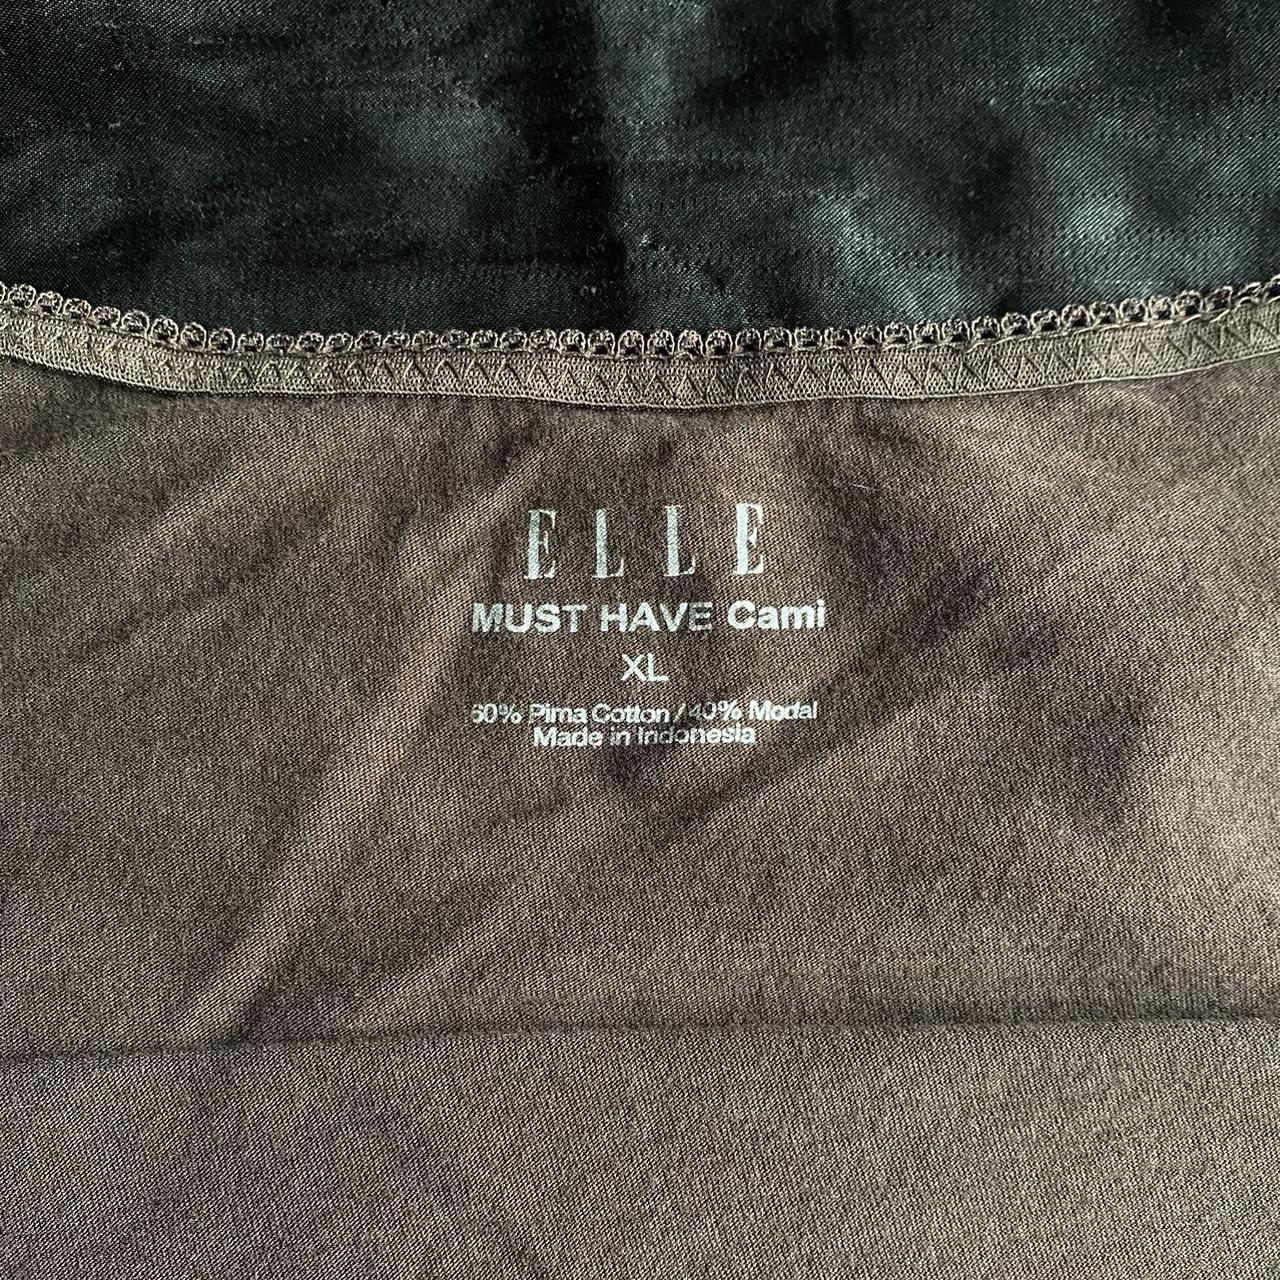 ELLE
MUST HAVE Cami
XL
60% Pima Cotton / 40% Modal
Made in Indonesia